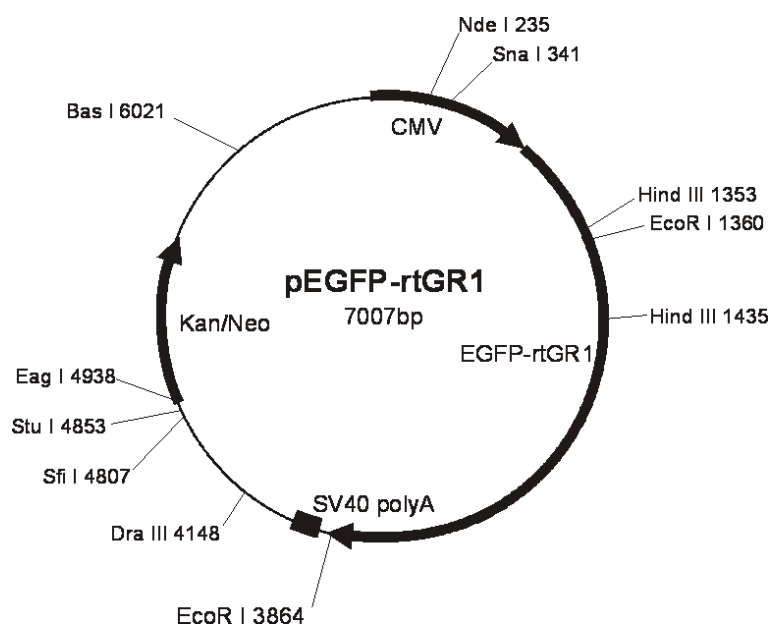 Nde I 235
Sna I 341
Bas I 6021
CMV
Hind III 1353
EcoR I 1360
pEGFP-rtGR1
7007bp
Kan/Neo
Hind III 1435
EGFP-rtGR1
Eag I 4938
Stu I 4853
Sfi I 4807
SV40 polyA
Dra III 4148
EcoR I 3864